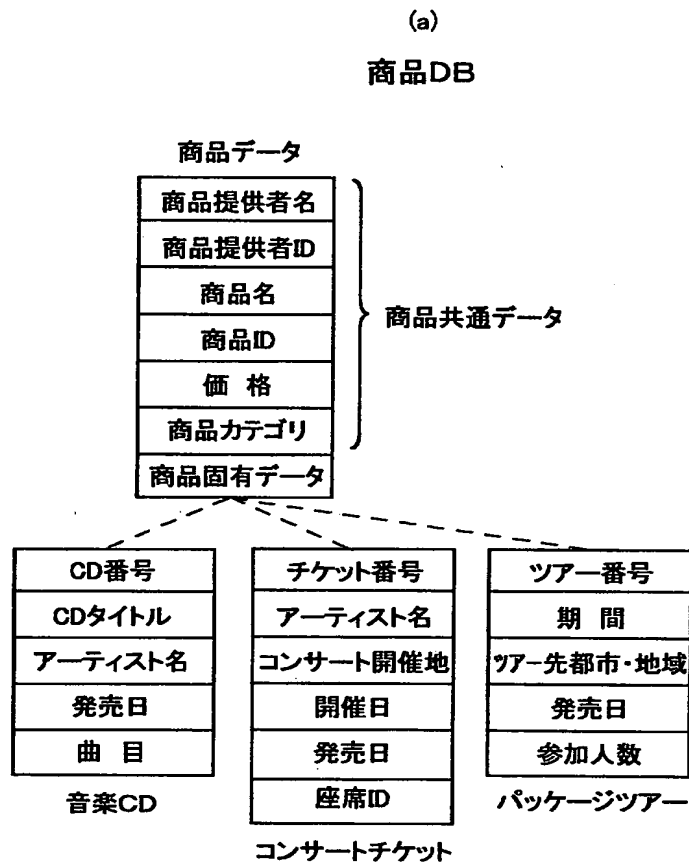 (a)
商品DB
商品データ
商品提供者名
商品提供者ID
商品名
商品ID
価 格
商品カテゴリ
商品固有データ
商品共通データ
CD番号
CDタイトル
アーティスト名
発売日
曲 目
音楽CD
チケット番号
アーティスト名
コンサート開催地
開催日
発売日
座席ID
コンサートチケット
ツアー番号
期 間
ツアー先都市・地域
発売日
参加人数
パッケージツアー